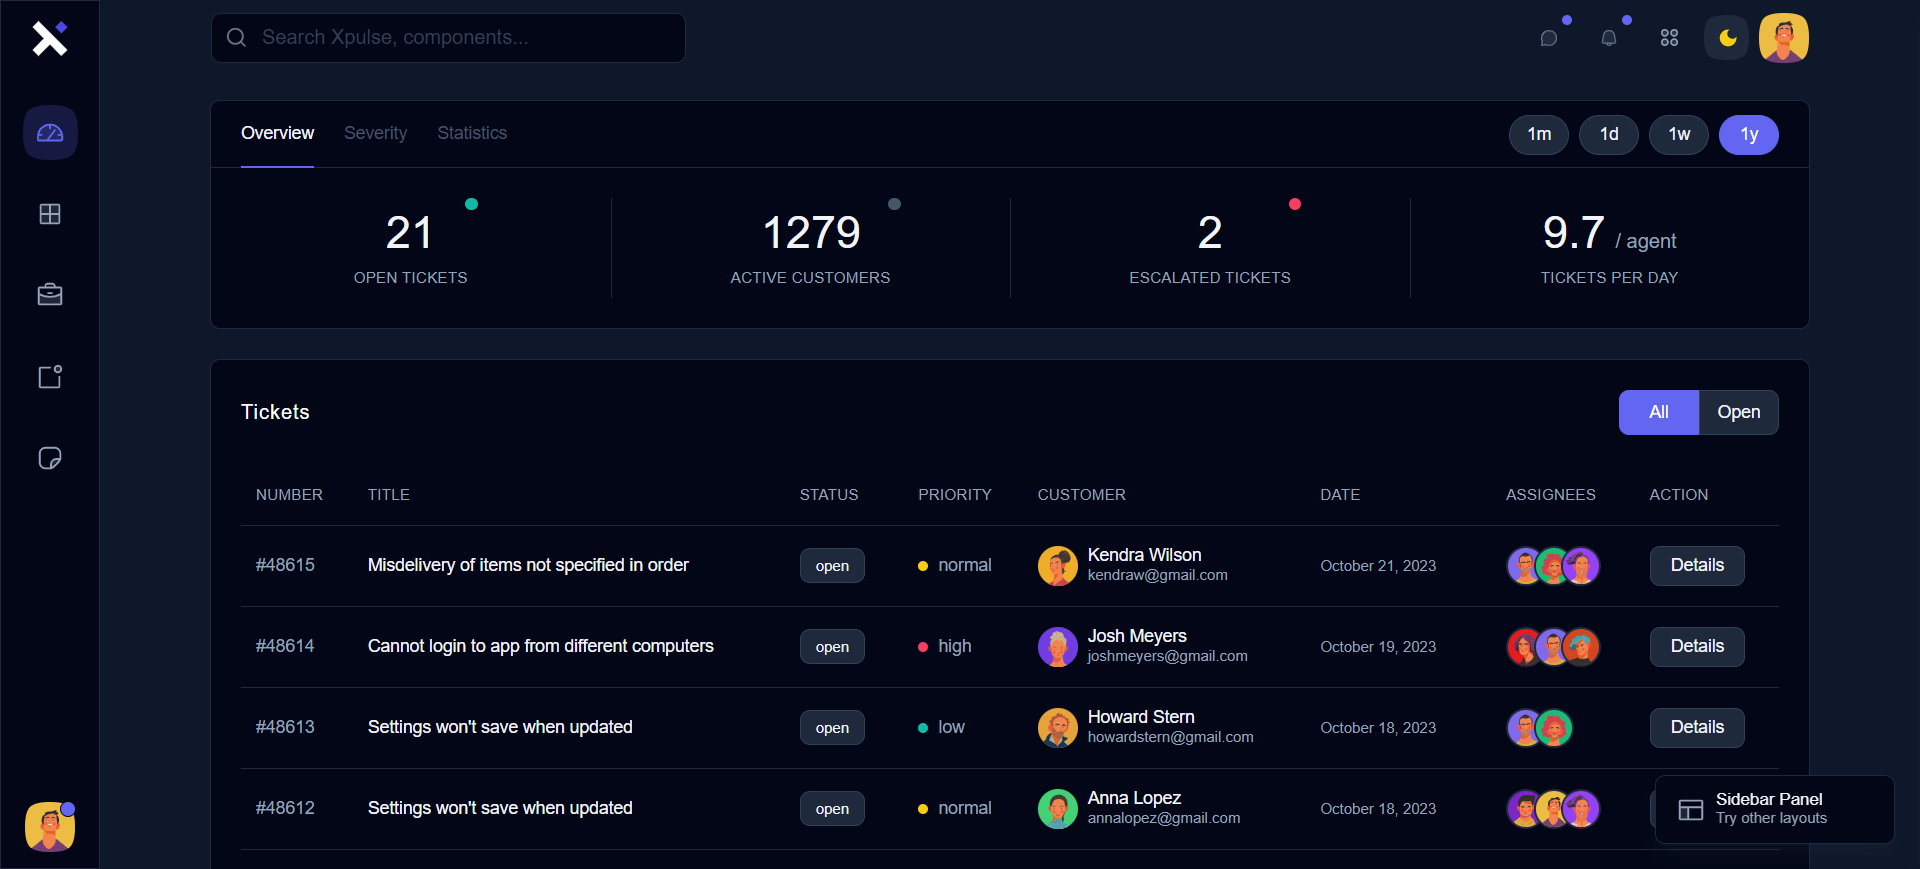 Search Xpulse, components...
Overview Severity Statistics 1m 1d 1w 1y
21 1279 2 9.7 / agent
OPEN TICKETS ACTIVE CUSTOMERS ESCALATED TICKETS TICKETS PER DAY
Tickets All Open
NUMBER TITLE STATUS PRIORITY CUSTOMER DATE ASSIGNEES ACTION
#48615 Misdelivery of items not specified in order open normal Kendra Wilson October 21, 2023 Details
kendraw@gmail.com
#48614 Cannot login to app from different computers open high Josh Meyers October 19, 2023 Details
joshmeyers@gmail.com
#48613 Settings won't save when updated open low Howard Stern October 18, 2023 Details
howardstern@gmail.com
#48612 Settings won't save when updated open normal Anna Lopez October 18, 2023
annalopez@gmail.com
Sidebar Panel
Try other layouts